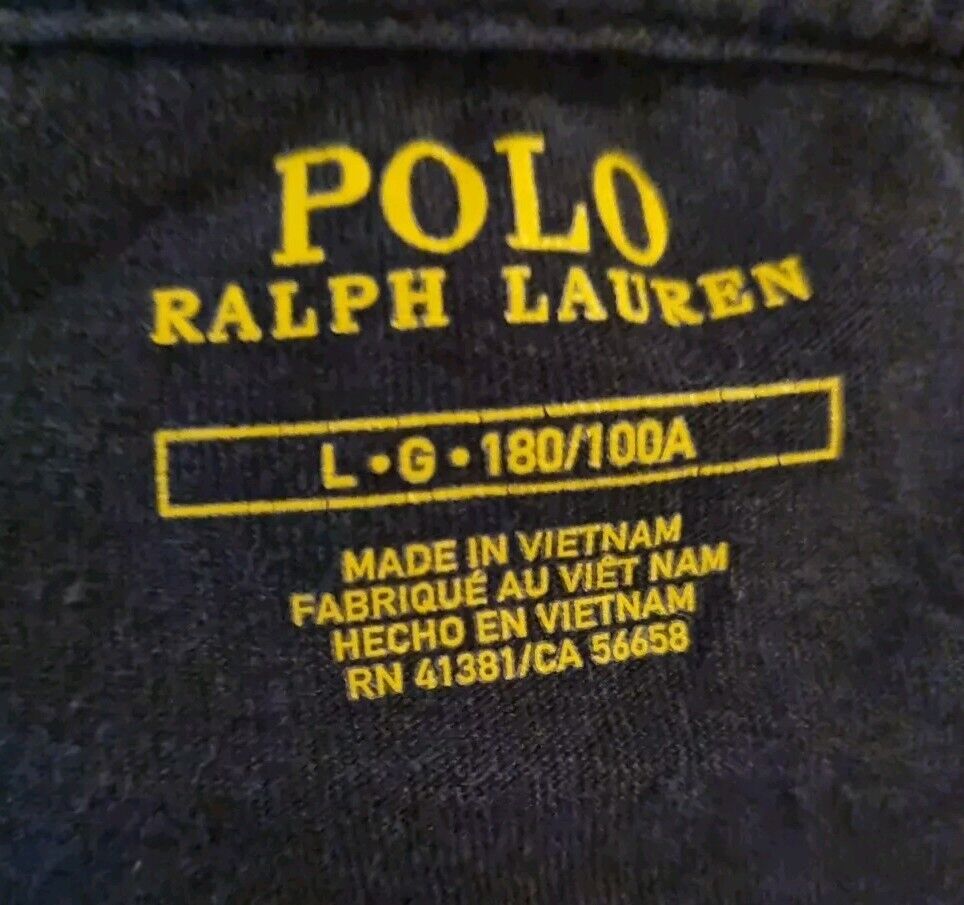 POLO
RALPH LAUREN
L • G • 180/100A
MADE IN VIETNAM
FABRIQUÉ AU VIÊT NAM
HECHO EN VIETNAM
RN 41381/CA 56658